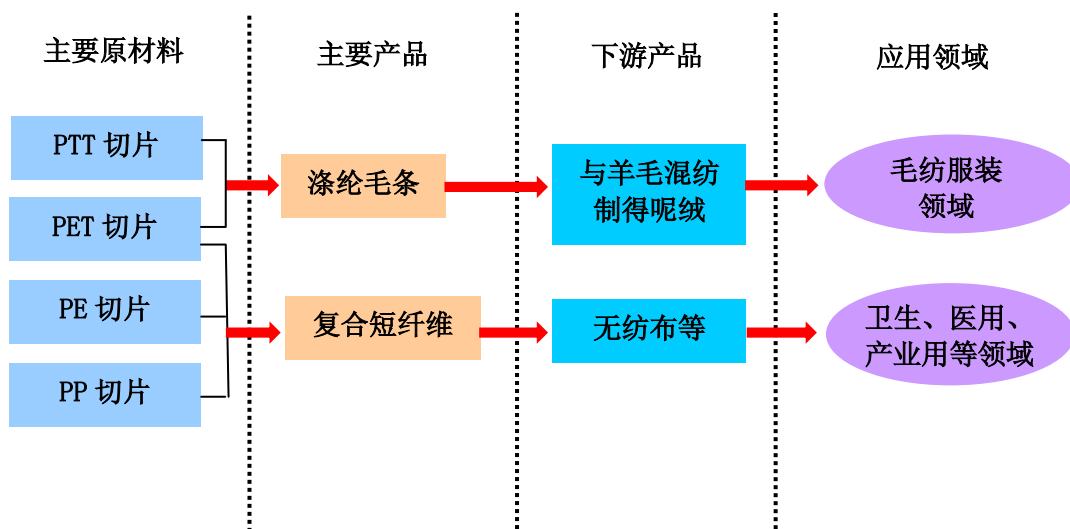 主要原材料
主要产品
下游产品
应用领域
PTT 切片
PET 切片
PE 切片
PP 切片
涤纶毛条
复合短纤维
与羊毛混纺
制得呢绒
无纺布等
毛纺服装
领域
卫生、医用、
产业用等领域